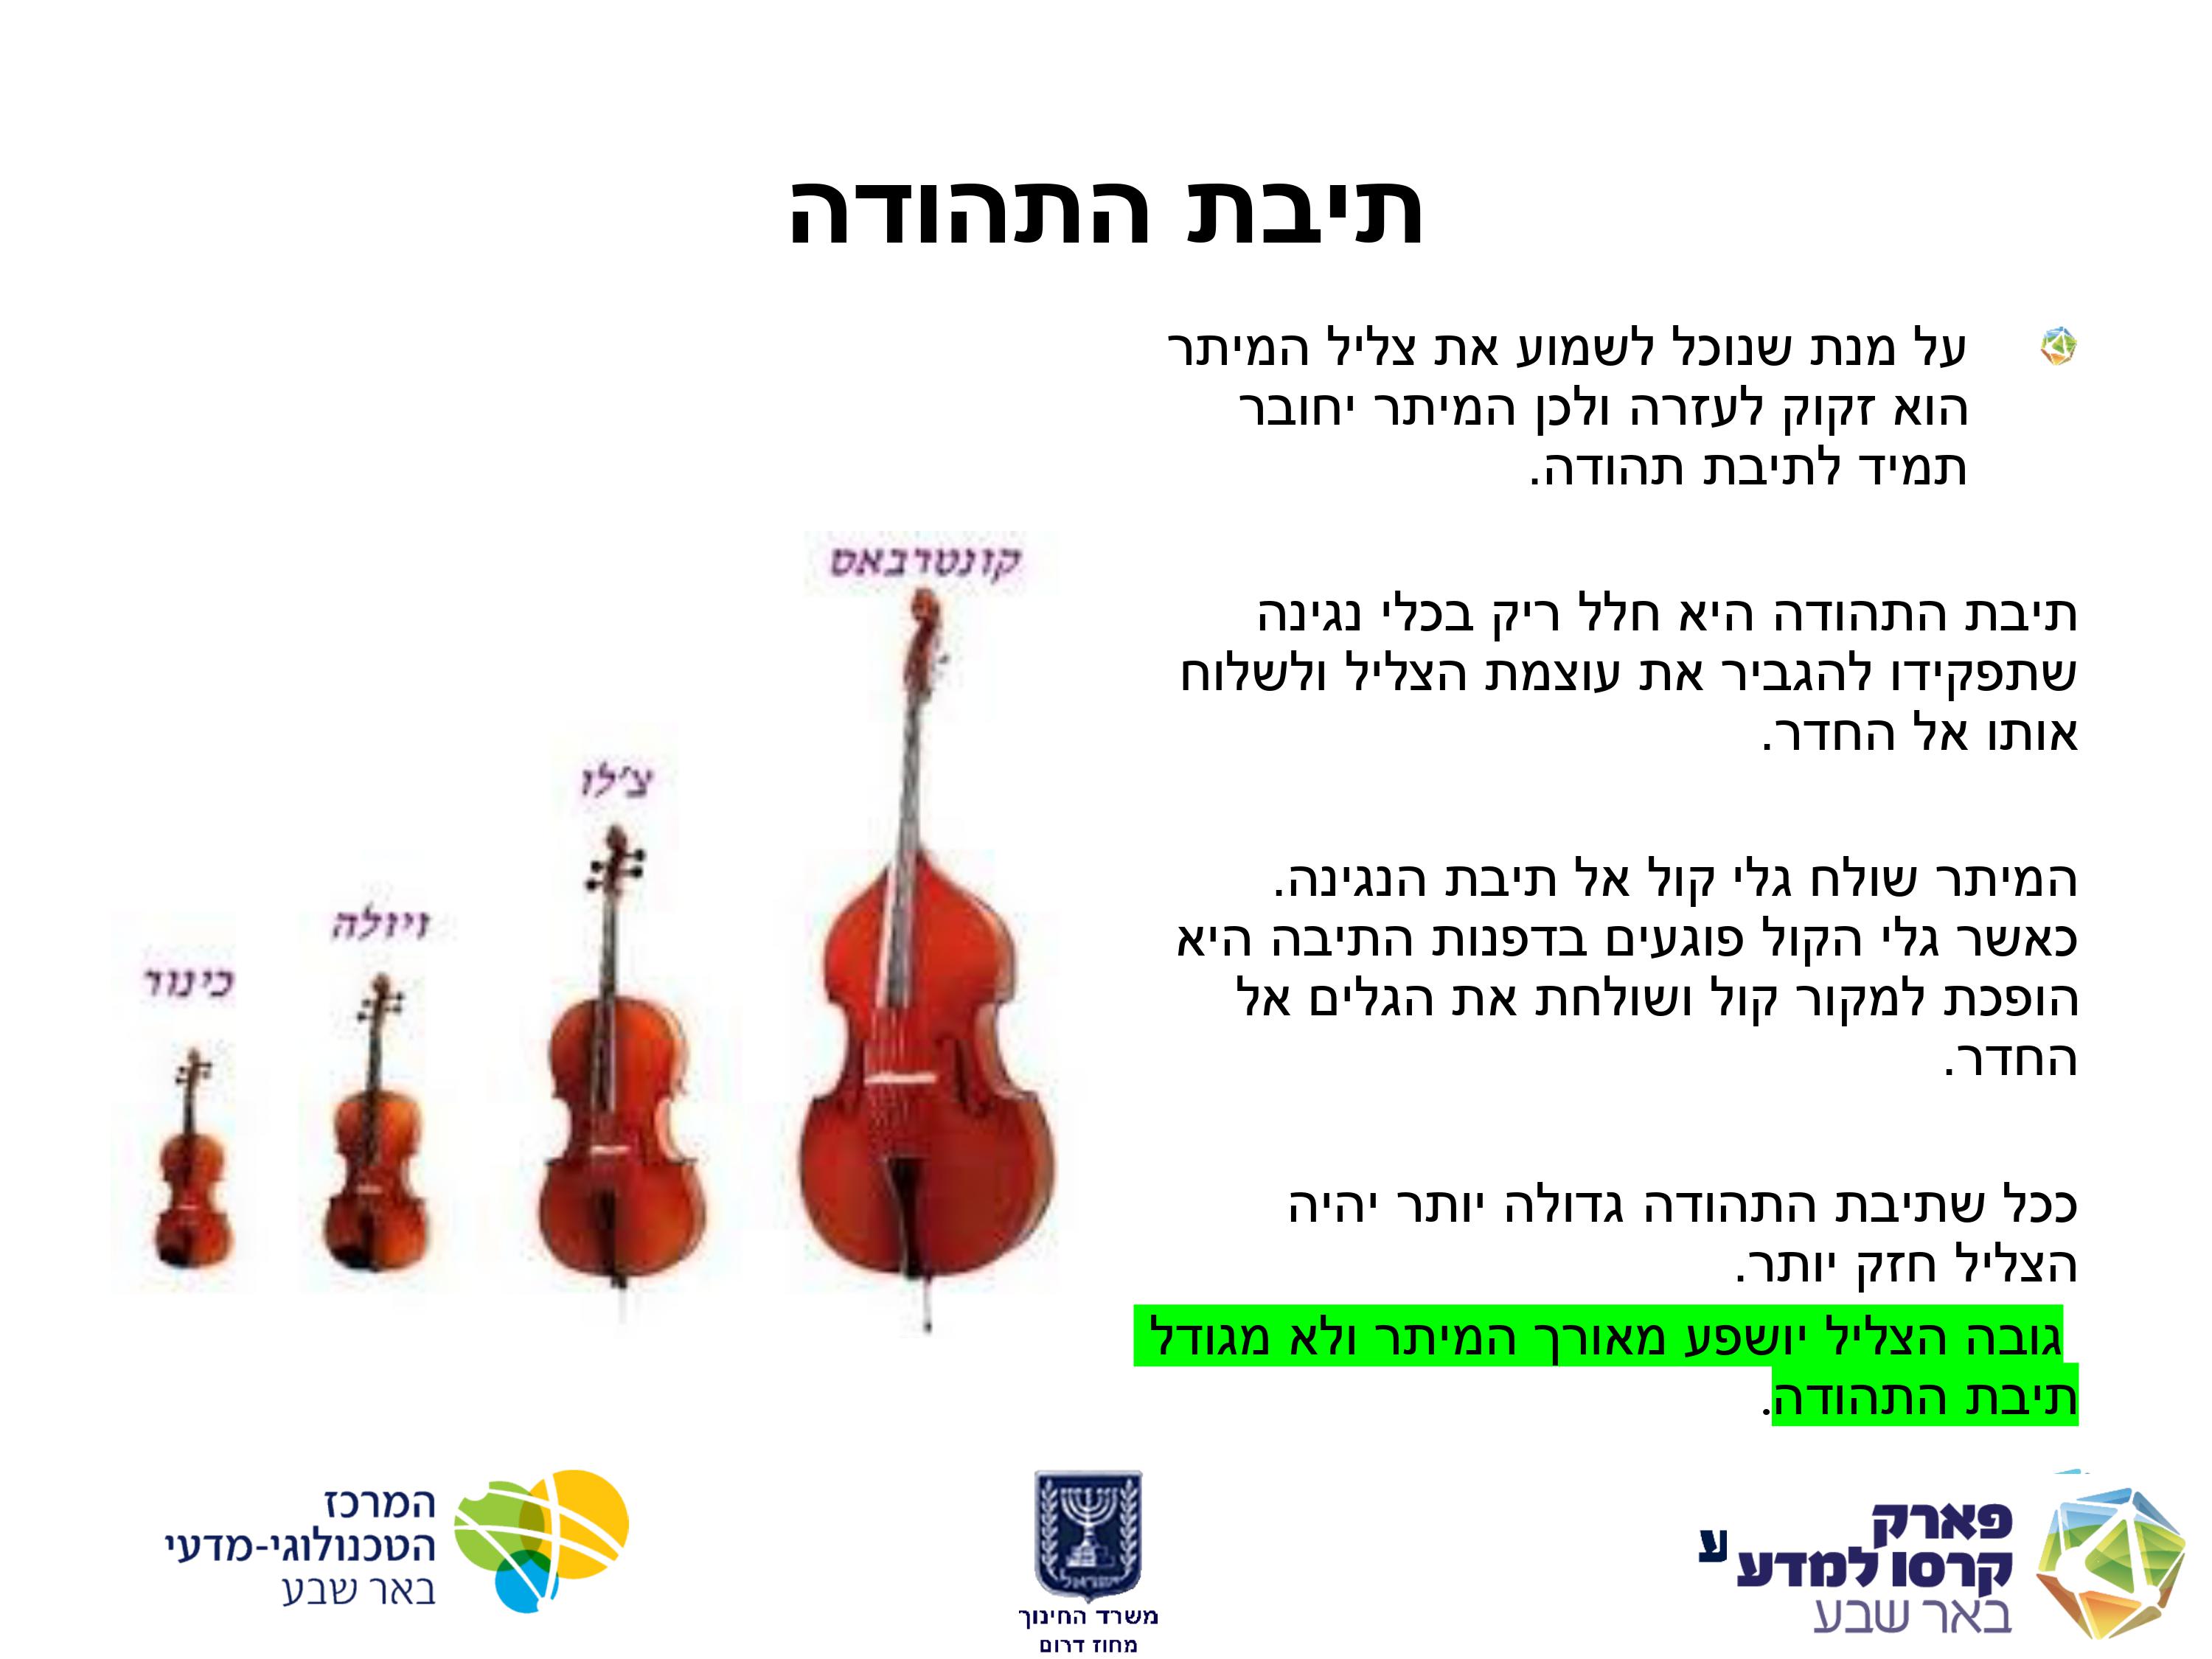 תיבת התהודה
על מנת שנוכל לשמוע את צליל המיתר
הוא זקוק לעזרה ולכן המיתר יחובר
תמיד לתיבת תהודה.
תיבת התהודה היא חלל ריק בכלי נגינה
שתפקידו להגביר את עוצמת הצליל ולשלוח
אותו אל החדר.
המיתר שולח גלי קול אל תיבת הנגינה.
כאשר גלי הקול פוגעים בדפנות התיבה היא
הופכת למקור קול ושולחת את הגלים אל
החדר.
ככל שתיבת התהודה גדולה יותר יהיה
הצליל חזק יותר.
גובה הצליל יושפע מאורך המיתר ולא מגודל
תיבת התהודה.
קונטרבאס
צ'לו
ויולה
כינור
פארק
קרסו למדע
ע
באר שבע
ישראל
משרד החינוך
מחוז דרום
המרכז
הטכנולוגי-מדעי
באר שבע